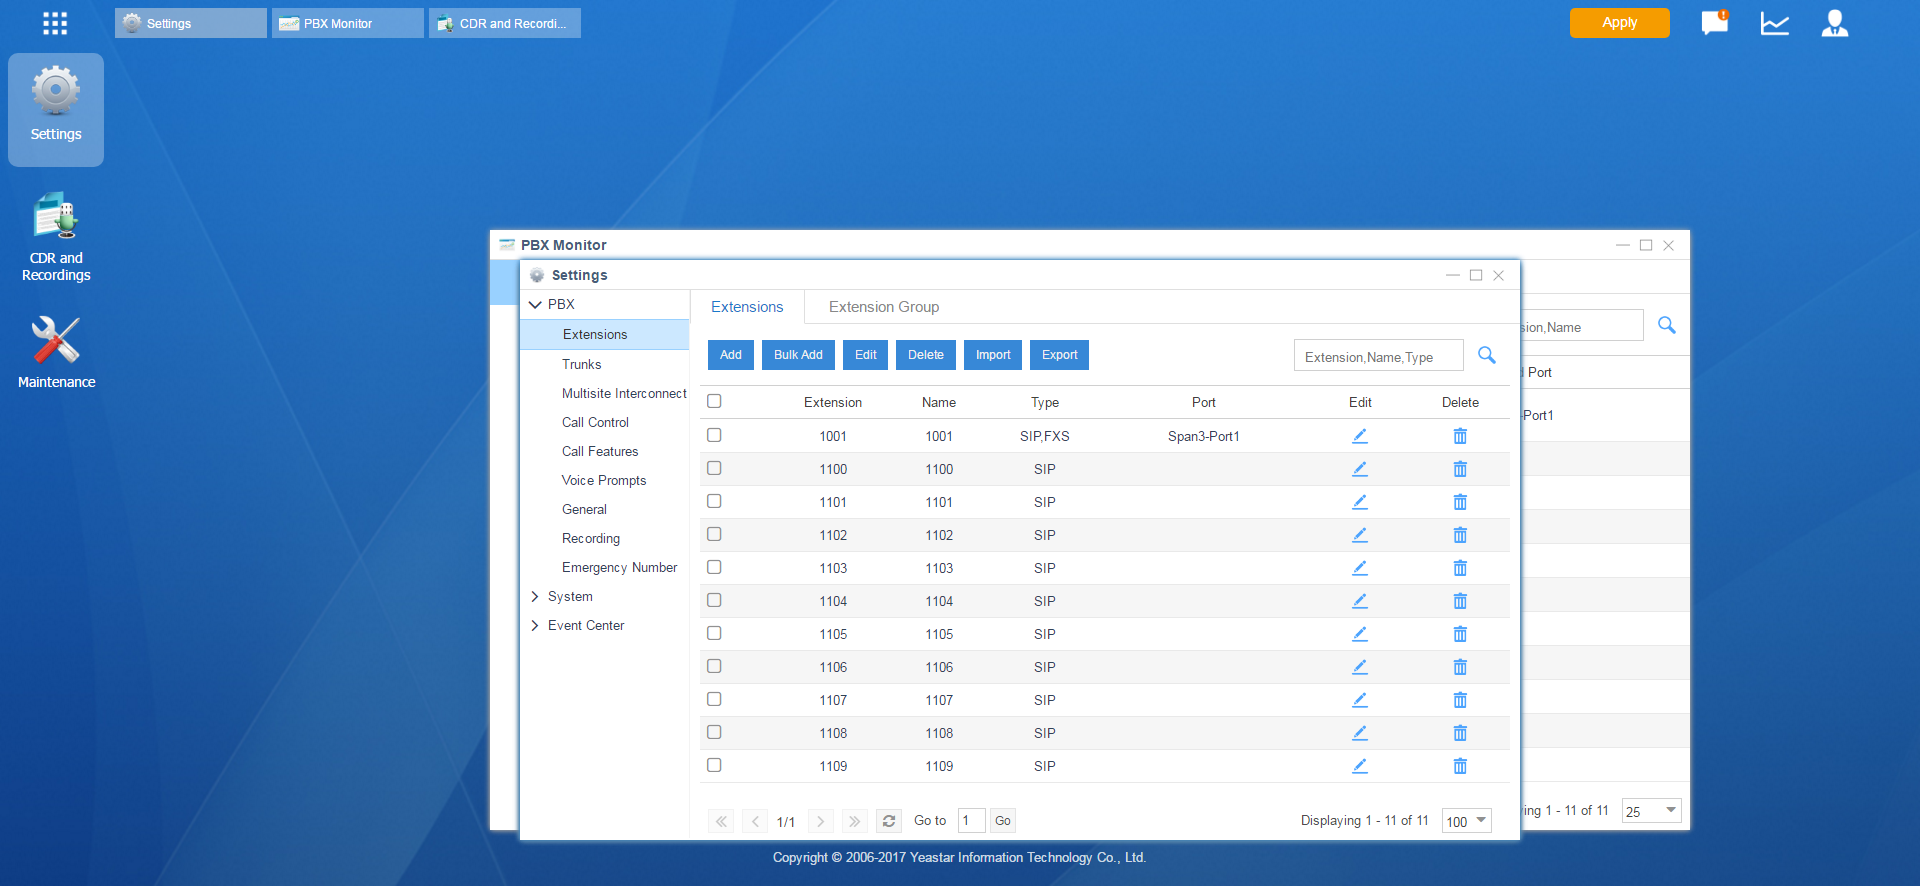 Settings
PBX Monitor
CDR and Recordi...
Apply
Settings
CDR and
Recordings
Maintenance
PBX Monitor
Settings
PBX
Extensions
Trunks
Multisite Interconnect
Call Control
Call Features
Voice Prompts
General
Recording
Emergency Number
System
Event Center
Extensions
Extension Group
Add
Bulk Add
Edit
Delete
Import
Export
Extension,Name,Type
Extension Name Type Port Edit Delete
1001 1001 SIP,FXS Span3-Port1
1100 1100 SIP
1101 1101 SIP
1102 1102 SIP
1103 1103 SIP
1104 1104 SIP
1105 1105 SIP
1106 1106 SIP
1107 1107 SIP
1108 1108 SIP
1109 1109 SIP
1/1
Go to 1 Go
Displaying 1 - 11 of 11 100
sion,Name
Port
-Port1
ing 1 - 11 of 11 25
Copyright © 2006-2017 Yeastar Information Technology Co., Ltd.